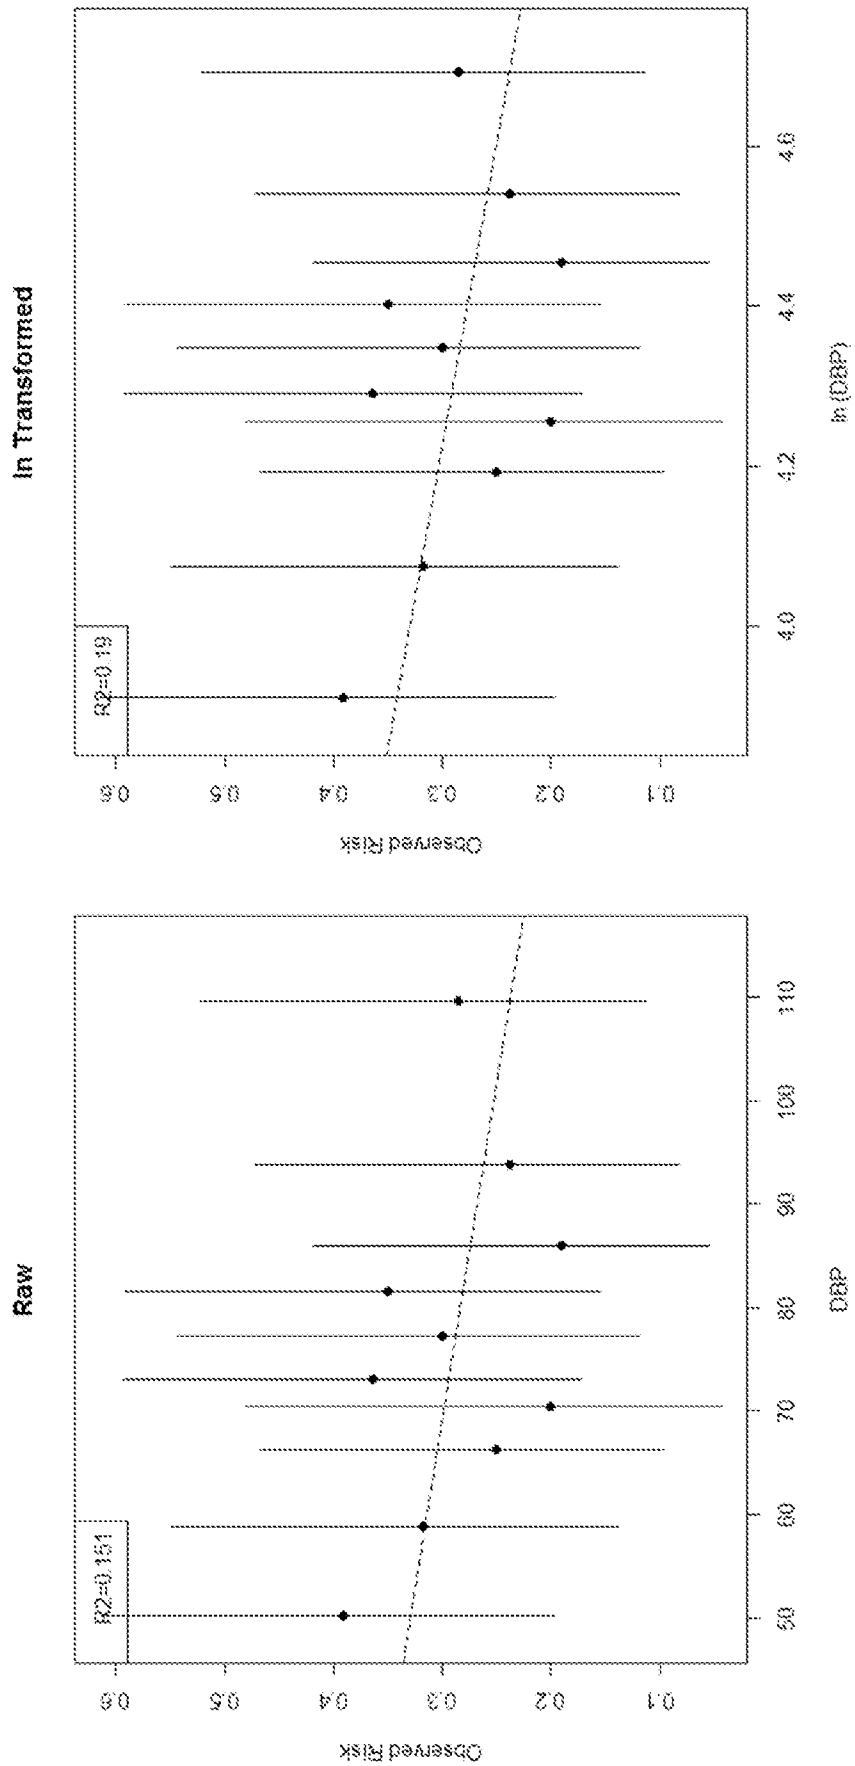 Raw
R2=0.151
0.6
0.5
0.4
0.3
0.2
0.1
Observed Risk
50 60 70 80 90 100 110
DBP
ln Transformed
R2=0.19
0.6
0.5
0.4
0.3
0.2
0.1
Observed Risk
4.0 4.2 4.4 4.6
ln (DBP)